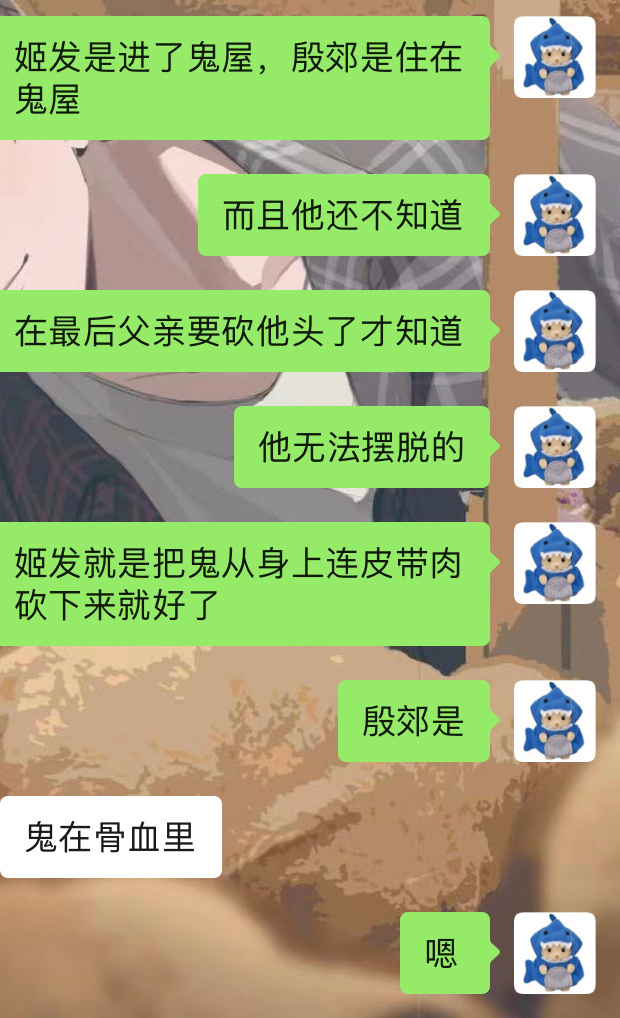 姬发是进了鬼屋，殷郊是住在
鬼屋
而且他还不知道
在最后父亲要砍他头了才知道
他无法摆脱的
姬发就是把鬼从身上连皮带肉
砍下来就好了
殷郊是
鬼在骨血里
嗯